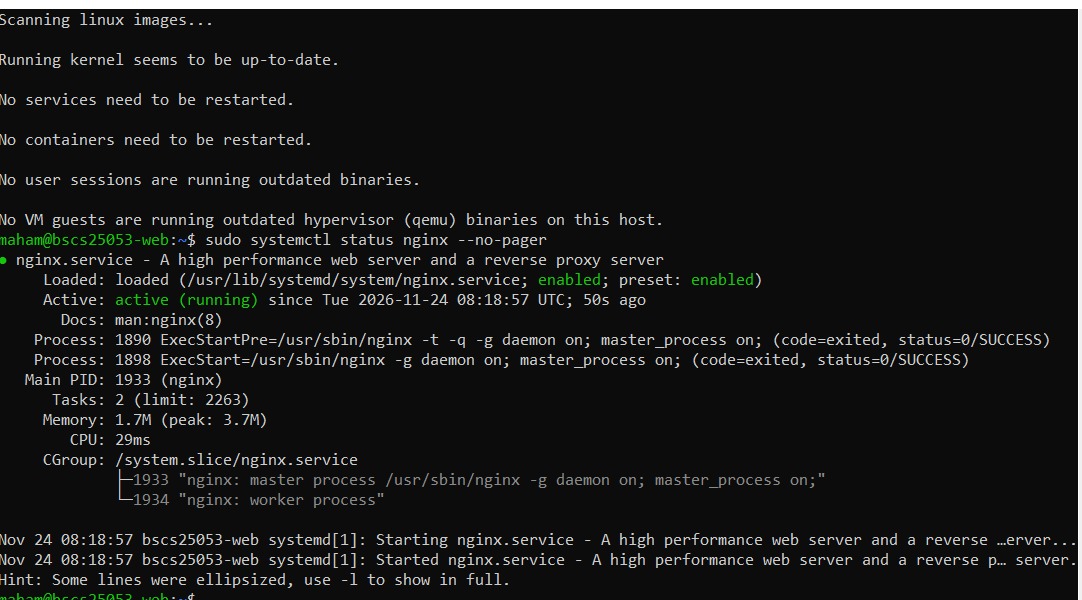 Scanning linux images...
Running kernel seems to be up-to-date.
No services need to be restarted.
No containers need to be restarted.
No user sessions are running outdated binaries.
No VM guests are running outdated hypervisor (qemu) binaries on this host.
maham@bscs25053-web:~$ sudo systemctl status nginx --no-pager
● nginx.service - A high performance web server and a reverse proxy server
Loaded: loaded (/usr/lib/systemd/system/nginx.service; enabled; preset: enabled)
Active: active (running) since Tue 2026-11-24 08:18:57 UTC; 50s ago
Docs: man:nginx(8)
Process: 1890 ExecStartPre=/usr/sbin/nginx -t -q -g daemon on; master_process on; (code=exited, status=0/SUCCESS)
Process: 1898 ExecStart=/usr/sbin/nginx -g daemon on; master_process on; (code=exited, status=0/SUCCESS)
Main PID: 1933 (nginx)
Tasks: 2 (limit: 2263)
Memory: 1.7M (peak: 3.7M)
CPU: 29ms
CGroup: /system.slice/nginx.service
├─1933 "nginx: master process /usr/sbin/nginx -g daemon on; master_process on;"
└─1934 "nginx: worker process"
Nov 24 08:18:57 bscs25053-web systemd[1]: Starting nginx.service - A high performance web server and a reverse …erver...
Nov 24 08:18:57 bscs25053-web systemd[1]: Started nginx.service - A high performance web server and a reverse p… server.
Hint: Some lines were ellipsized, use -l to show in full.
maham@bscs25053-web:~$